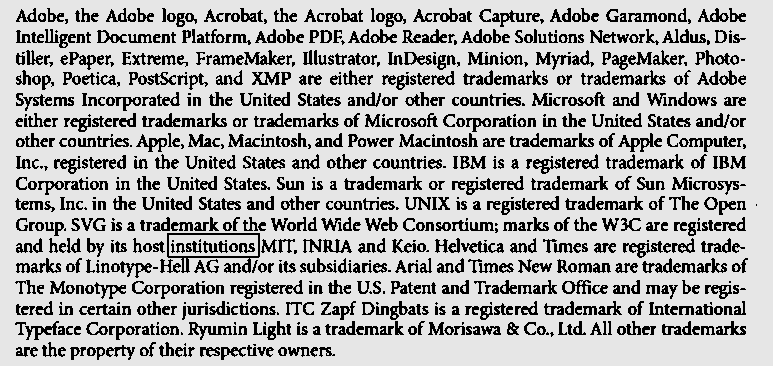 Adobe, the Adobe logo, Acrobat, the Acrobat logo, Acrobat Capture, Adobe Garamond, Adobe
Intelligent Document Platform, Adobe PDF, Adobe Reader, Adobe Solutions Network, Aldus, Dis-
tiller, ePaper, Extreme, FrameMaker, Illustrator, InDesign, Minion, Myriad, PageMaker, Photo-
shop, Poetica, PostScript, and XMP are either registered trademarks or trademarks of Adobe
Systems Incorporated in the United States and/or other countries. Microsoft and Windows are
either registered trademarks or trademarks of Microsoft Corporation in the United States and/or
other countries. Apple, Mac, Macintosh, and Power Macintosh are trademarks of Apple Computer,
Inc., registered in the United States and other countries. IBM is a registered trademark of IBM
Corporation in the United States. Sun is a trademark or registered trademark of Sun Microsys-
tems, Inc. in the United States and other countries. UNIX is a registered trademark of The Open
Group. SVG is a trademark of the World Wide Web Consortium; marks of the W3C are registered
and held by its host institutions MIT, INRIA and Keio. Helvetica and Times are registered trade-
marks of Linotype-Hell AG and/or its subsidiaries. Arial and Times New Roman are trademarks of
The Monotype Corporation registered in the U.S. Patent and Trademark Office and may be regis-
tered in certain other jurisdictions. ITC Zapf Dingbats is a registered trademark of International
Typeface Corporation. Ryumin Light is a trademark of Morisawa & Co., Ltd. All other trademarks
are the property of their respective owners.